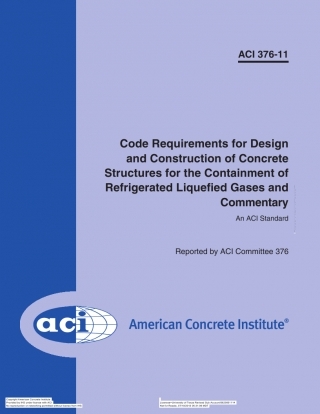 ACI 376-11
Code Requirements for Design
and Construction of Concrete
Structures for the Containment of
Refrigerated Liquefied Gases and
Commentary
An ACI Standard
Reported by ACI Committee 376
aci
American Concrete Institute®